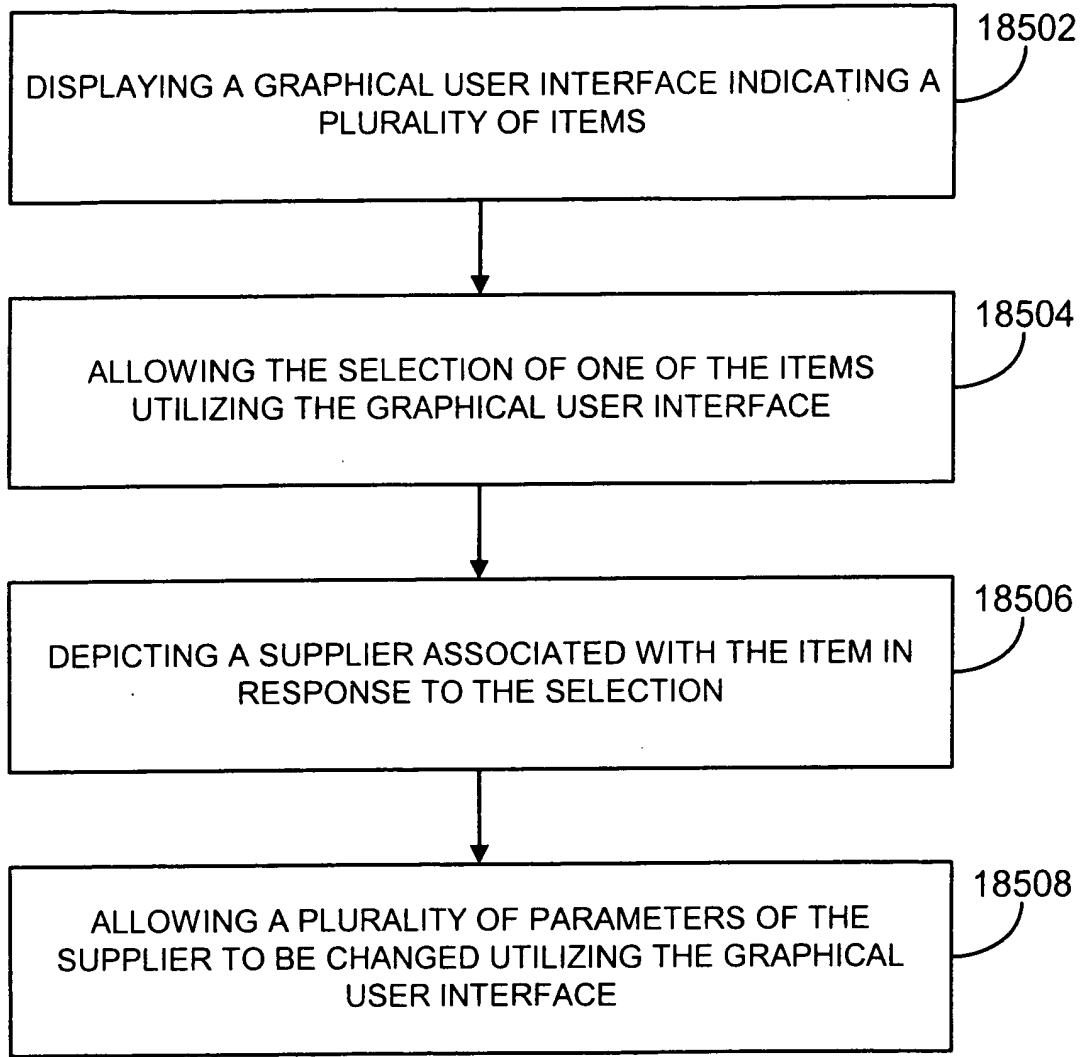 18502
DISPLAYING A GRAPHICAL USER INTERFACE INDICATING A
PLURALITY OF ITEMS
18504
ALLOWING THE SELECTION OF ONE OF THE ITEMS
UTILIZING THE GRAPHICAL USER INTERFACE
18506
DEPICTING A SUPPLIER ASSOCIATED WITH THE ITEM IN
RESPONSE TO THE SELECTION
18508
ALLOWING A PLURALITY OF PARAMETERS OF THE
SUPPLIER TO BE CHANGED UTILIZING THE GRAPHICAL
USER INTERFACE